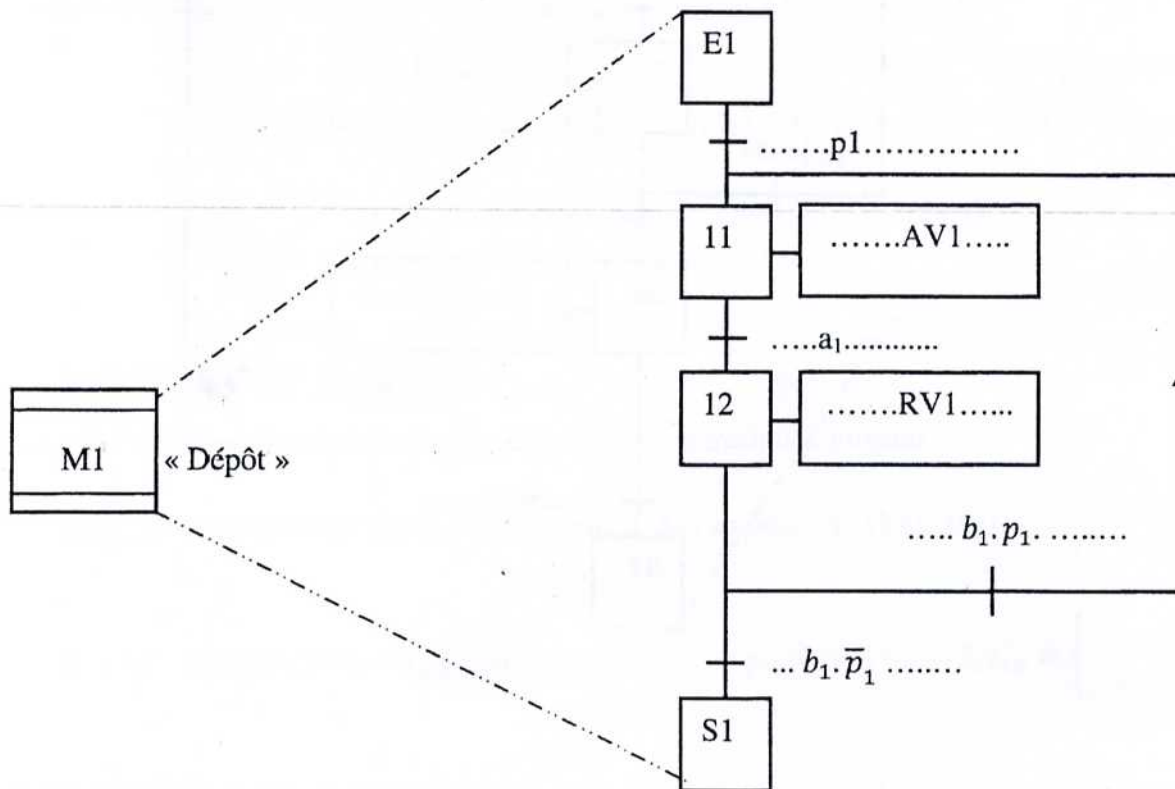 E1
.......p1...............
11
.......AV1.....
.....a₁............
12
.......RV1......
M1
« Dépôt »
..... b₁. p₁. ........
... b₁. p̅₁ ........
S1